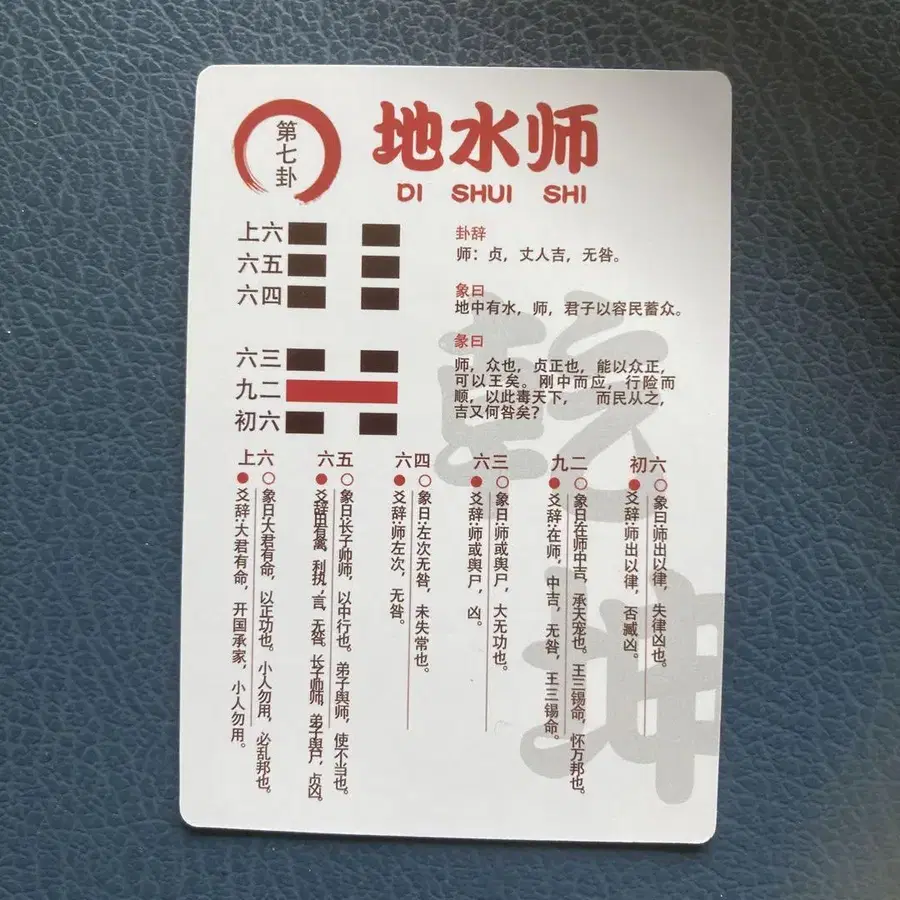 第七卦
地水师
DI SHUI SHI
上六
六五
六四
六三
九二
初六
卦辞
师：贞，丈人吉，无咎。
象曰
地中有水，师，君子以容民蓄众。
彖曰
师，众也，贞正也，能以众正，
可以王矣。刚中而应，行险而
顺，以此毒天下， 而民从之，
吉又何咎矣？
上六
爻辞:大君有命，开国承家，小人勿用。
象曰:大君有命，以正功也。小人勿用，必乱邦也。
六五
爻辞:田有禽，利执，言，无咎，长子帅师，弟子舆尸，贞凶。
象曰:长子帅师，以中行也。弟子舆师，使不当也。
六四
爻辞:师左次，无咎。
象曰:左次无咎，未失常也。
六三
爻辞:师或舆尸，凶。
象曰:师或舆尸，大无功也。
九二
爻辞:在师，中吉，无咎，王三锡命。
象曰:在师中吉，承天宠也。王三锡命，怀万邦也。
初六
爻辞:师出以律，否臧凶。
象曰:师出以律，失律凶也。
乾坤